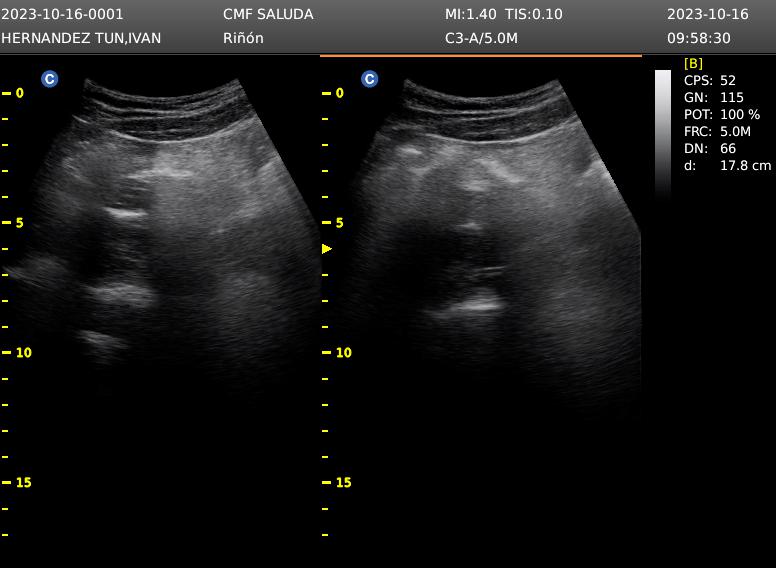 2023-10-16-0001 CMF SALUDA MI:1.40 TIS:0.10 2023-10-16
HERNANDEZ TUN,IVAN Riñón C3-A/5.0M 09:58:30
C
C
[B]
CPS: 52
GN: 115
POT: 100 %
FRC: 5.0M
DN: 66
d: 17.8 cm
0
5
10
15
0
5
10
15